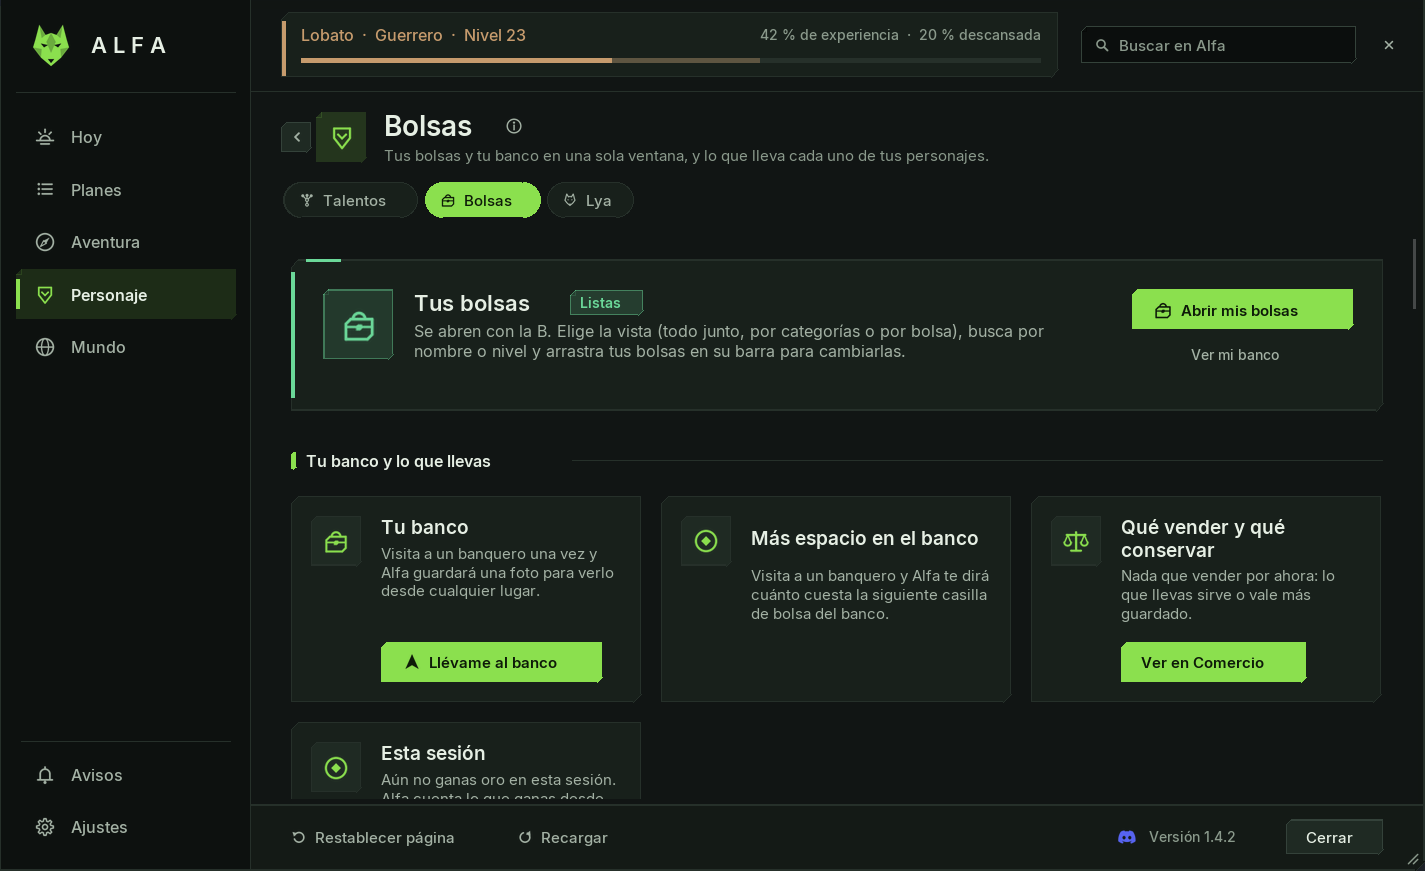 ALFA
Lobato · Guerrero · Nivel 23
42 % de experiencia · 20 % descansada
Buscar en Alfa
Hoy
Planes
Aventura
Personaje
Mundo
Avisos
Ajustes
Bolsas
Tus bolsas y tu banco en una sola ventana, y lo que lleva cada uno de tus personajes.
Talentos
Bolsas
Lya
Tus bolsas
Listas
Se abren con la B. Elige la vista (todo junto, por categorías o por bolsa), busca por
nombre o nivel y arrastra tus bolsas en su barra para cambiarlas.
Abrir mis bolsas
Ver mi banco
Tu banco y lo que llevas
Tu banco
Visita a un banquero una vez y
Alfa guardará una foto para verlo
desde cualquier lugar.
Llévame al banco
Más espacio en el banco
Visita a un banquero y Alfa te dirá
cuánto cuesta la siguiente casilla
de bolsa del banco.
Qué vender y qué
conservar
Nada que vender por ahora: lo
que llevas sirve o vale más
guardado.
Ver en Comercio
Esta sesión
Aún no ganas oro en esta sesión.
Alfa cuenta lo que ganas desde
Restablecer página
Recargar
Versión 1.4.2
Cerrar